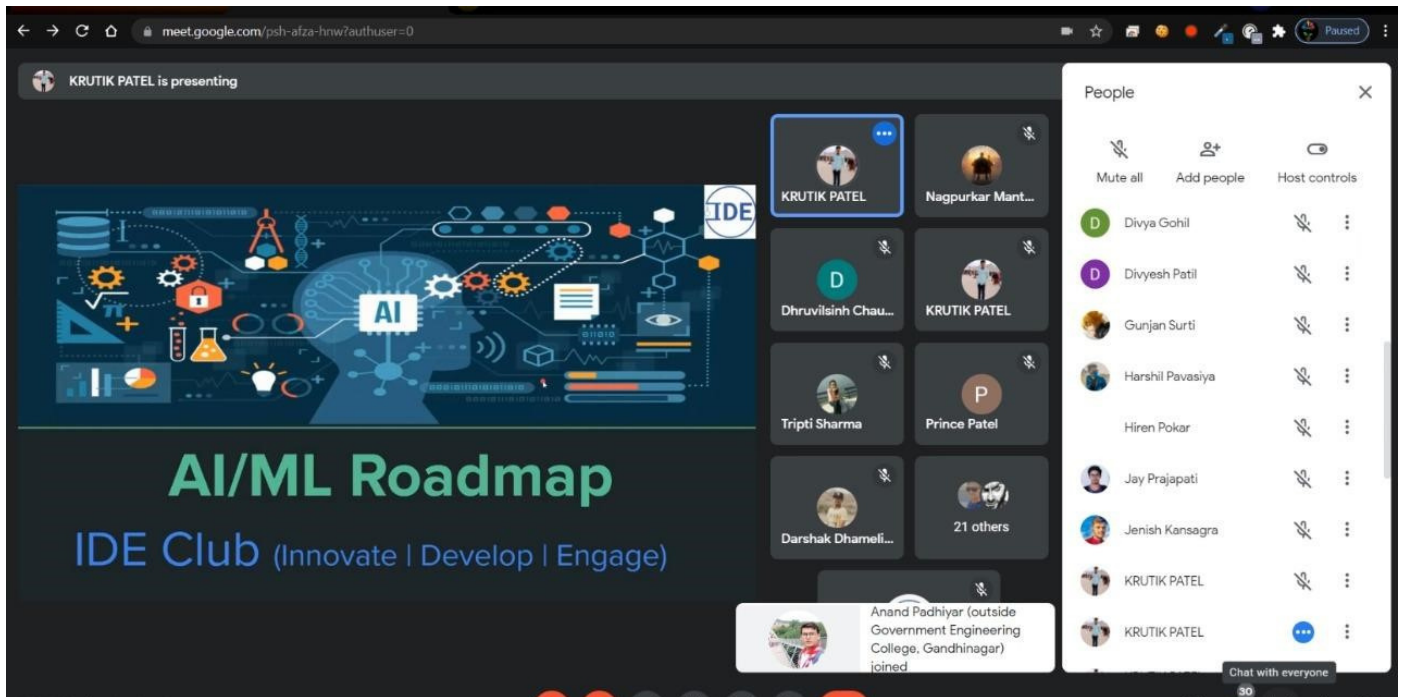 meet.google.com/psh-afza-hnw?authuser=0
Paused
KRUTIK PATEL is presenting
IDE
AI
AI/ML Roadmap
IDE Club (Innovate | Develop | Engage)
KRUTIK PATEL
Nagpurkar Mant...
D
Dhruvilsinh Chau...
KRUTIK PATEL
Tripti Sharma
P
Prince Patel
Darshak Dhameli...
21 others
Anand Padhiyar (outside
Government Engineering
College, Gandhinagar)
joined
People
Mute all Add people Host controls
D Divya Gohil
D Divyesh Patil
Gunjan Surti
Harshil Pavasiya
Hiren Pokar
Jay Prajapati
Jenish Kansagra
KRUTIK PATEL
KRUTIK PATEL
Chat with everyone
30